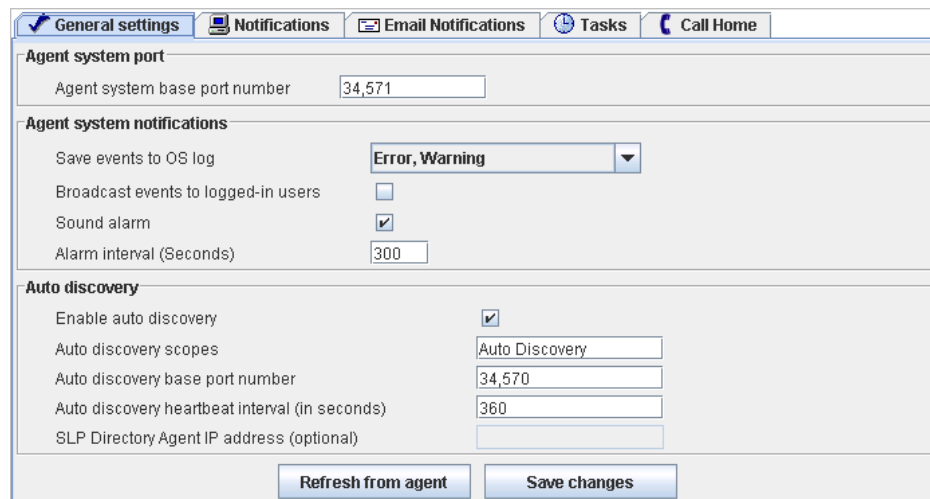 General settings Notifications Email Notifications Tasks Call Home
Agent system port
Agent system base port number 34,571
Agent system notifications
Save events to OS log Error, Warning
Broadcast events to logged-in users
Sound alarm
Alarm interval (Seconds) 300
Auto discovery
Enable auto discovery
Auto discovery scopes Auto Discovery
Auto discovery base port number 34,570
Auto discovery heartbeat interval (in seconds) 360
SLP Directory Agent IP address (optional)
Refresh from agent Save changes